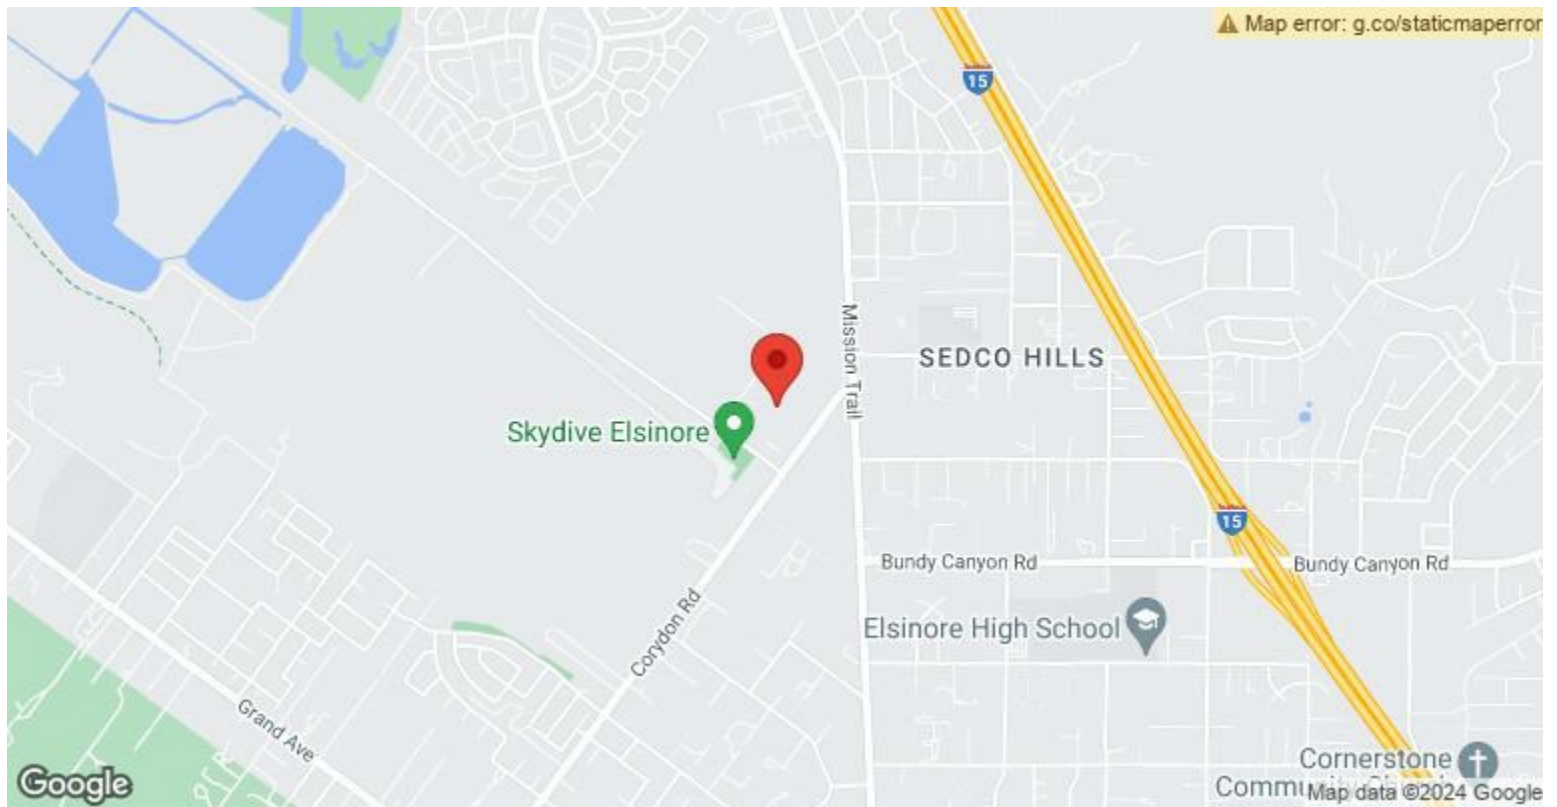 Map error: g.co/staticmaperror
15
Mission Trail
SEDCO HILLS
Skydive Elsinore
15
Bundy Canyon Rd
Bundy Canyon Rd
Elsinore High School
Corydon Rd
Grand Ave
Cornerstone
Community
Google
Map data ©2024 Google